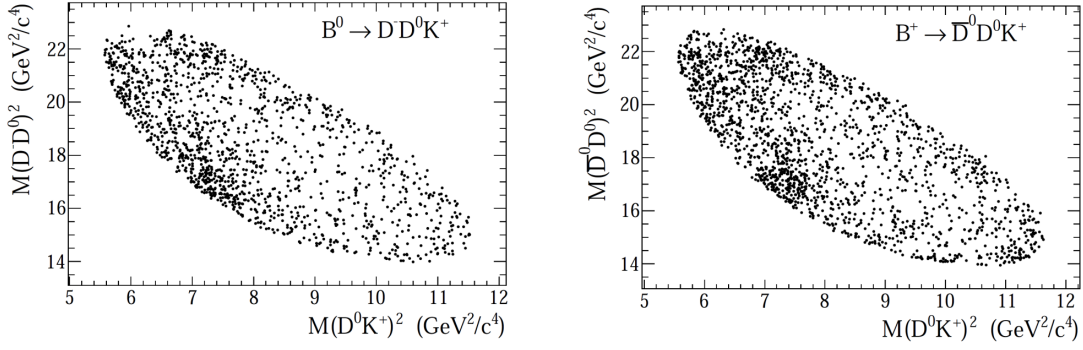 B⁰ → D⁻D⁰K⁺
M(D⁻D⁰)² (GeV²/c⁴)
22
20
18
16
14
5 6 7 8 9 10 11 12
M(D⁰K⁺)² (GeV²/c⁴)
B⁺ → D̅⁰D⁰K⁺
M(D̅⁰D⁰)² (GeV²/c⁴)
22
20
18
16
14
5 6 7 8 9 10 11 12
M(D⁰K⁺)² (GeV²/c⁴)